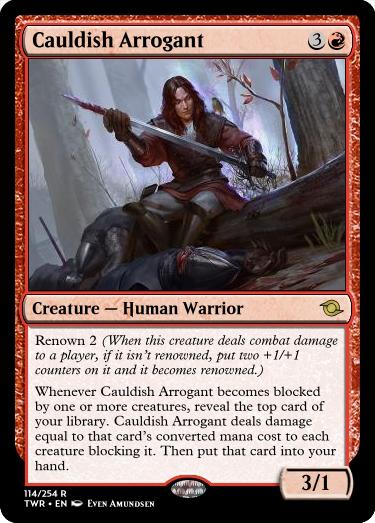 Cauldish Arrogant 3
Creature — Human Warrior
Renown 2 (When this creature deals combat damage
to a player, if it isn't renowned, put two +1/+1
counters on it and it becomes renowned.)
Whenever Cauldish Arrogant becomes blocked
by one or more creatures, reveal the top card of
your library. Cauldish Arrogant deals damage
equal to that card's converted mana cost to each
creature blocking it. Then put that card into your
hand.
3/1
114/254 R
TWR • EN Even Amundsen